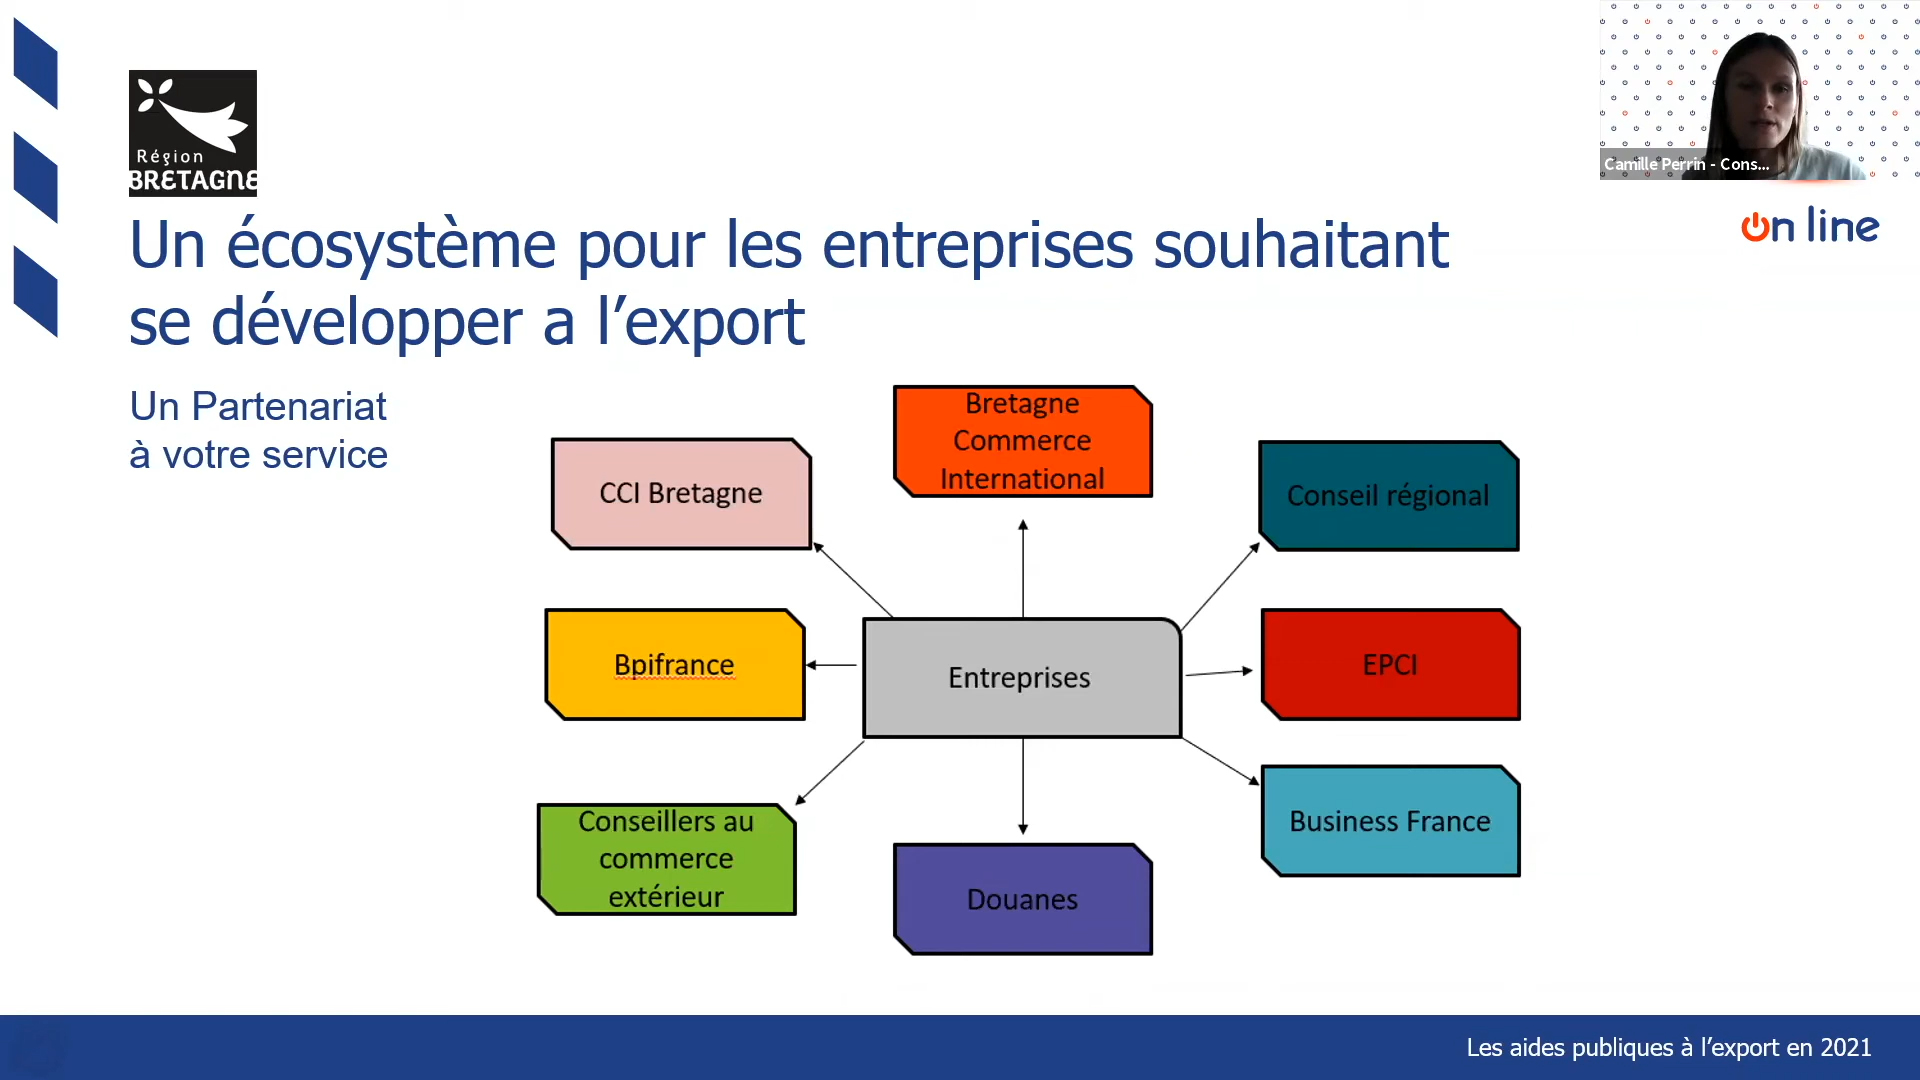 Région
BRETAGNE
Camille Perrin - Cons...
on line
Un écosystème pour les entreprises souhaitant
se développer a l’export
Un Partenariat
à votre service
Bretagne
Commerce
International
CCI Bretagne
Conseil régional
Bpifrance
Entreprises
EPCI
Conseillers au
commerce
extérieur
Douanes
Business France
Les aides publiques à l’export en 2021